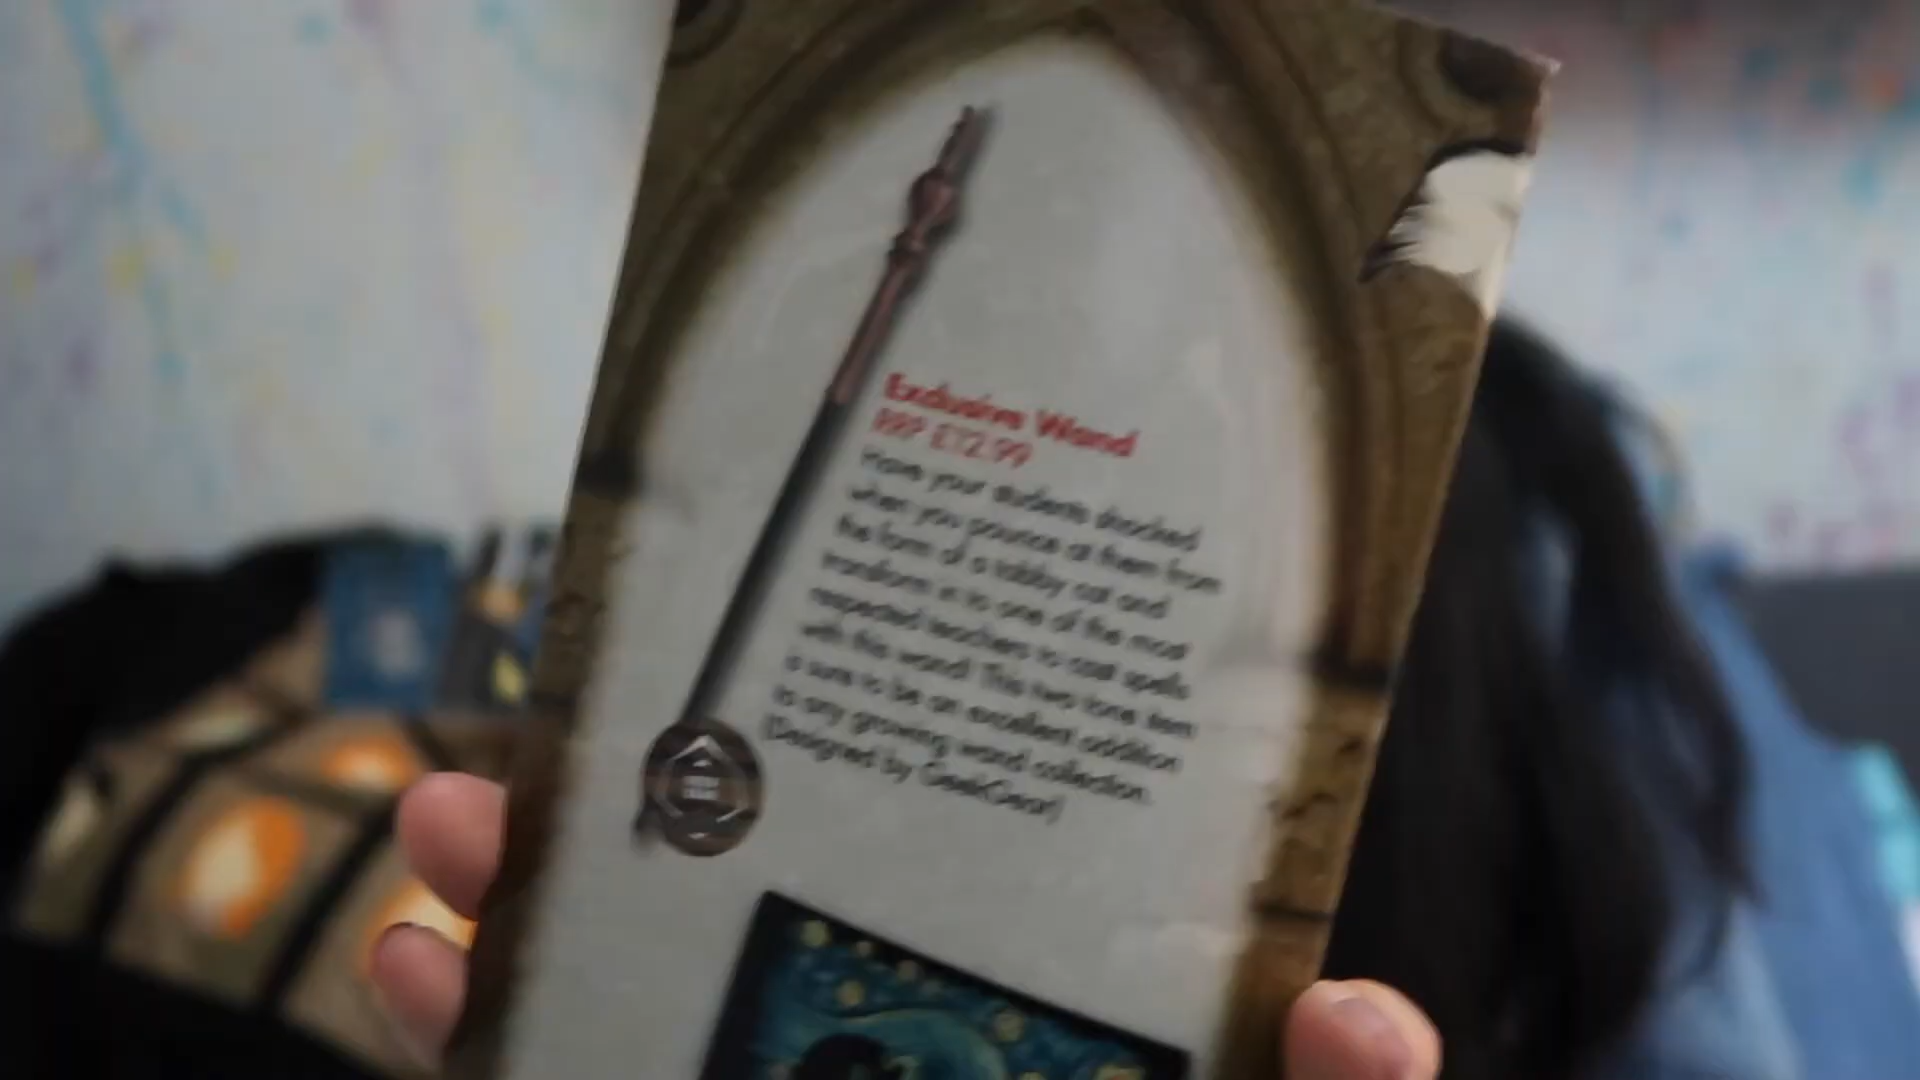 Exclusive Wand
RRP £12.99
Have your students shocked
when you pounce at them from
the form of a tabby cat and
transform in to one of the most
respected teachers to cast spells
with this wand! This two tone item
is sure to be an excellent addition
to any growing wand collection.
(Designed by GeekGear)